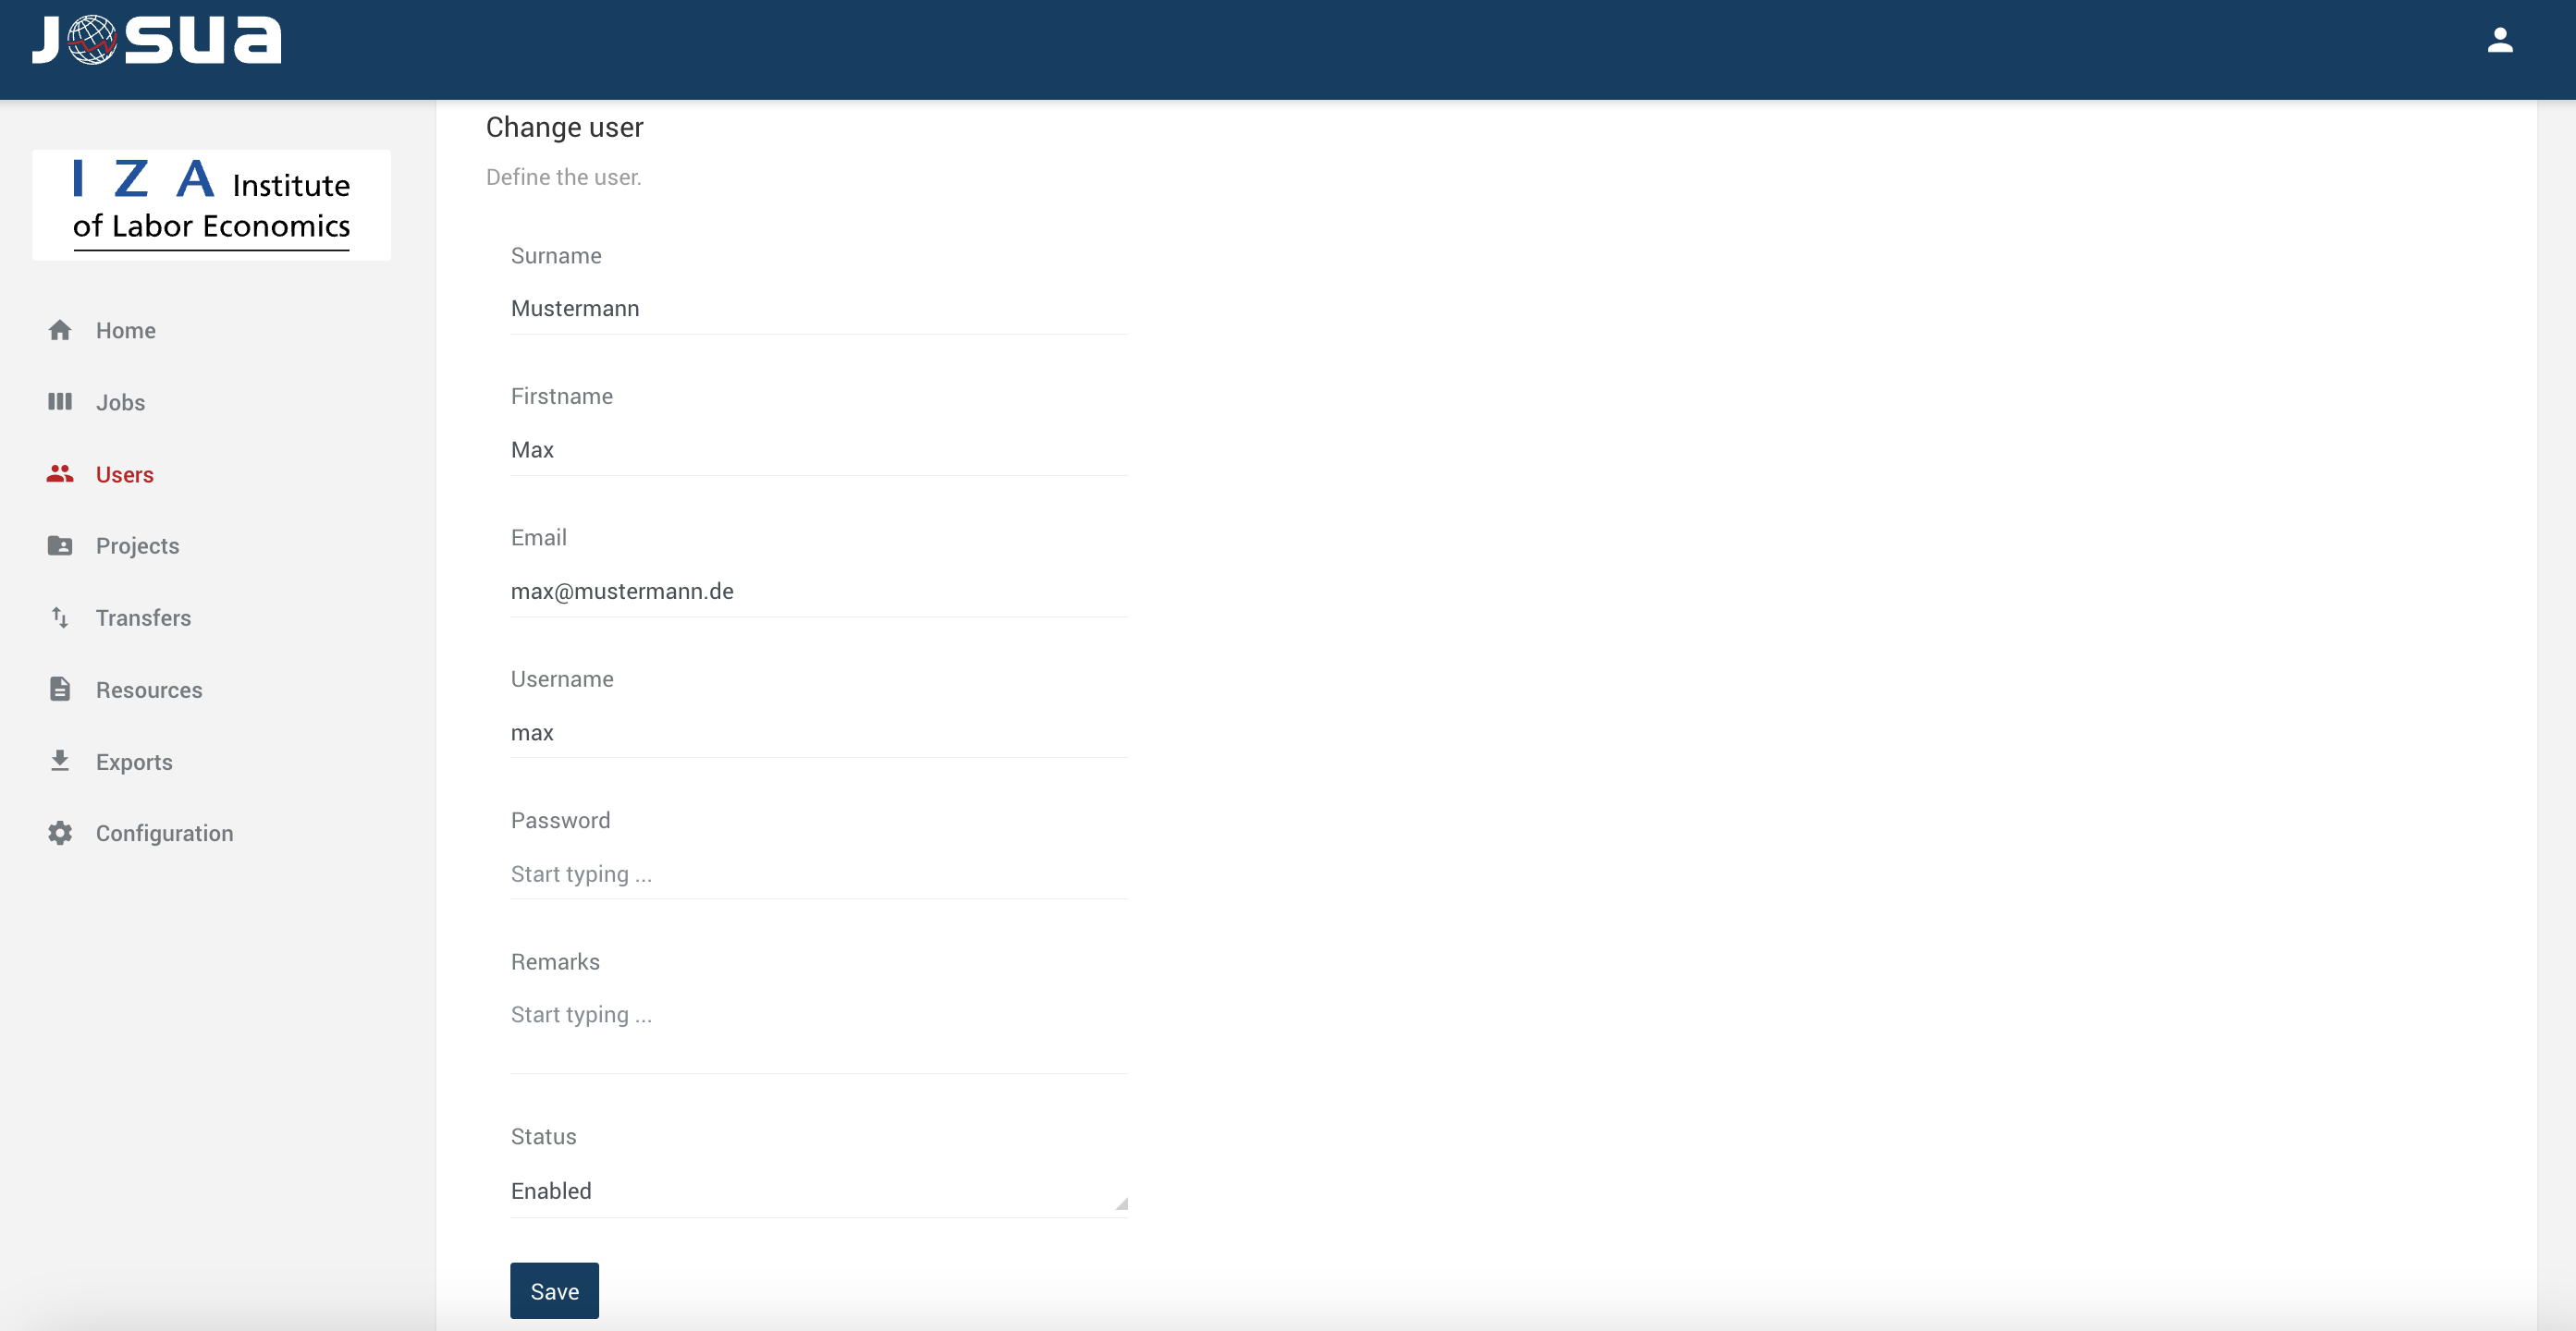 JOSUA
IZA Institute
of Labor Economics
Home
Jobs
Users
Projects
Transfers
Resources
Exports
Configuration
Change user
Define the user.
Surname
Mustermann
Firstname
Max
Email
max@mustermann.de
Username
max
Password
Start typing ...
Remarks
Start typing ...
Status
Enabled
Save